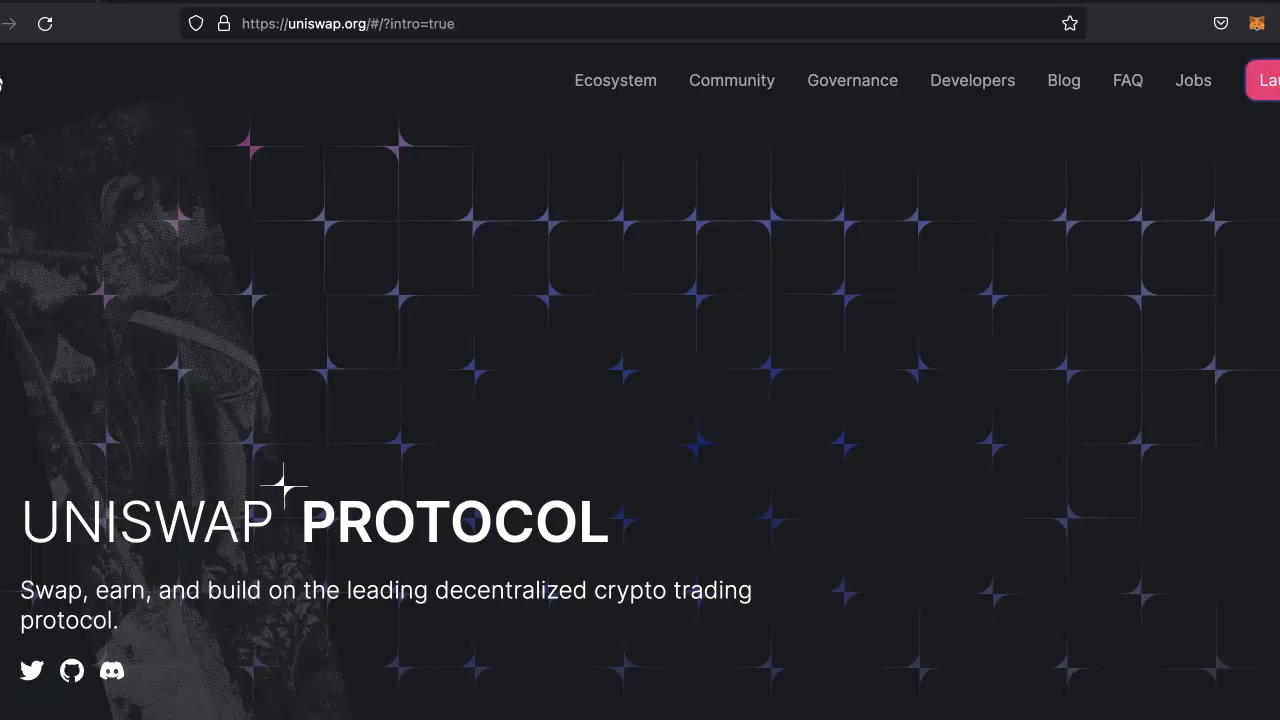 https://uniswap.org/#/?intro=true
Ecosystem Community Governance Developers Blog FAQ Jobs
UNISWAP PROTOCOL
Swap, earn, and build on the leading decentralized crypto trading
protocol.